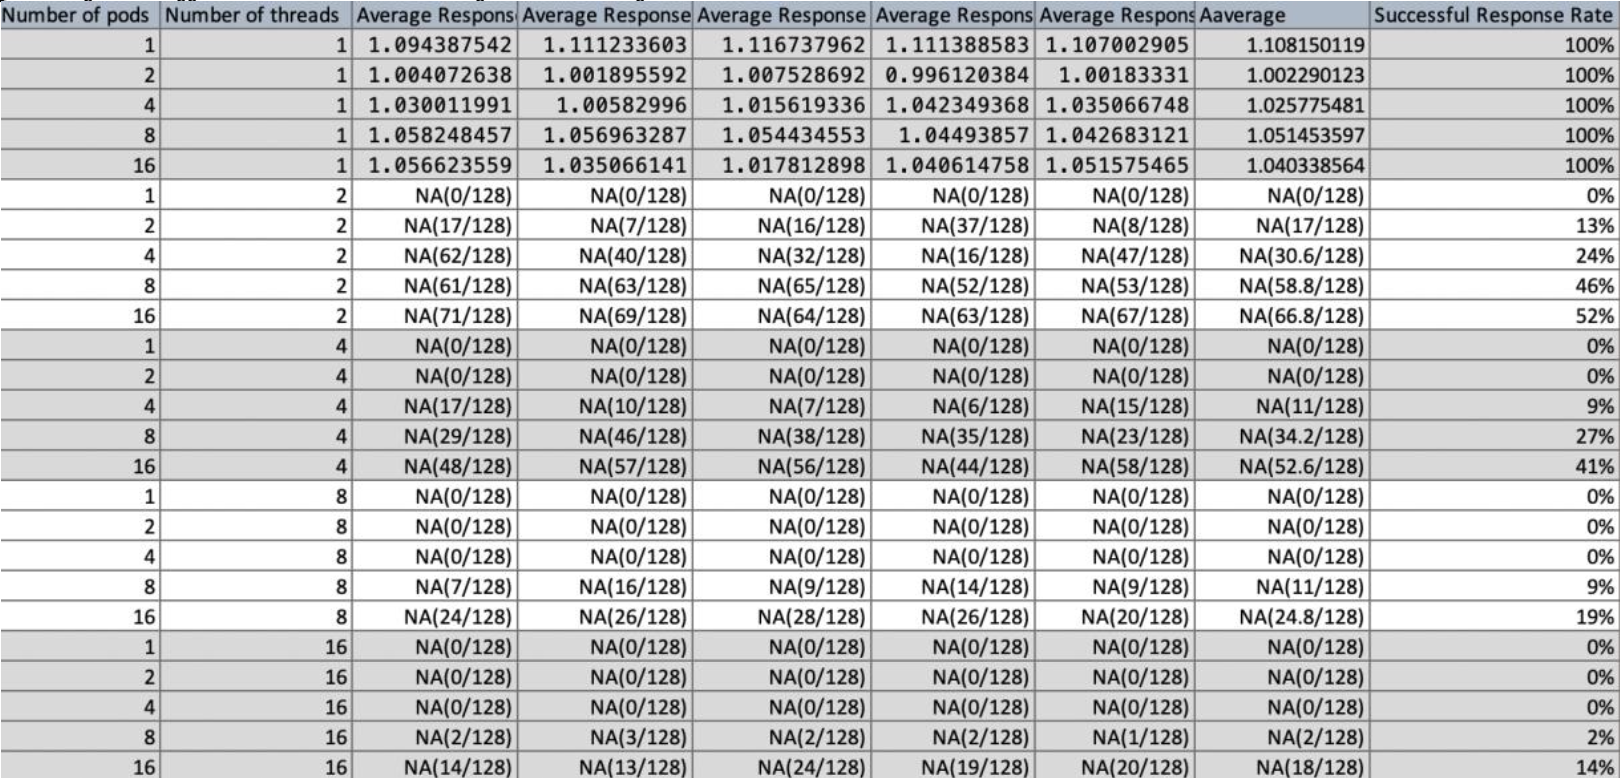 Number of pods Number of threads Average Respons Average Response Average Response Average Respons Average Respons Aaverage Successful Response Rate
1 1 1.094387542 1.111233603 1.116737962 1.111388583 1.107002905 1.108150119 100%
2 1 1.004072638 1.001895592 1.007528692 0.996120384 1.00183331 1.002290123 100%
4 1 1.030011991 1.00582996 1.015619336 1.042349368 1.035066748 1.025775481 100%
8 1 1.058248457 1.056963287 1.054434553 1.04493857 1.042683121 1.051453597 100%
16 1 1.056623559 1.035066141 1.017812898 1.040614758 1.051575465 1.040338564 100%
1 2 NA(0/128) NA(0/128) NA(0/128) NA(0/128) NA(0/128) NA(0/128) 0%
2 2 NA(17/128) NA(7/128) NA(16/128) NA(37/128) NA(8/128) NA(17/128) 13%
4 2 NA(62/128) NA(40/128) NA(32/128) NA(16/128) NA(47/128) NA(30.6/128) 24%
8 2 NA(61/128) NA(63/128) NA(65/128) NA(52/128) NA(53/128) NA(58.8/128) 46%
16 2 NA(71/128) NA(69/128) NA(64/128) NA(63/128) NA(67/128) NA(66.8/128) 52%
1 4 NA(0/128) NA(0/128) NA(0/128) NA(0/128) NA(0/128) NA(0/128) 0%
2 4 NA(0/128) NA(0/128) NA(0/128) NA(0/128) NA(0/128) NA(0/128) 0%
4 4 NA(17/128) NA(10/128) NA(7/128) NA(6/128) NA(15/128) NA(11/128) 9%
8 4 NA(29/128) NA(46/128) NA(38/128) NA(35/128) NA(23/128) NA(34.2/128) 27%
16 4 NA(48/128) NA(57/128) NA(56/128) NA(44/128) NA(58/128) NA(52.6/128) 41%
1 8 NA(0/128) NA(0/128) NA(0/128) NA(0/128) NA(0/128) NA(0/128) 0%
2 8 NA(0/128) NA(0/128) NA(0/128) NA(0/128) NA(0/128) NA(0/128) 0%
4 8 NA(0/128) NA(0/128) NA(0/128) NA(0/128) NA(0/128) NA(0/128) 0%
8 8 NA(7/128) NA(16/128) NA(9/128) NA(14/128) NA(9/128) NA(11/128) 9%
16 8 NA(24/128) NA(26/128) NA(28/128) NA(26/128) NA(20/128) NA(24.8/128) 19%
1 16 NA(0/128) NA(0/128) NA(0/128) NA(0/128) NA(0/128) NA(0/128) 0%
2 16 NA(0/128) NA(0/128) NA(0/128) NA(0/128) NA(0/128) NA(0/128) 0%
4 16 NA(0/128) NA(0/128) NA(0/128) NA(0/128) NA(0/128) NA(0/128) 0%
8 16 NA(2/128) NA(3/128) NA(2/128) NA(2/128) NA(1/128) NA(2/128) 2%
16 16 NA(14/128) NA(13/128) NA(24/128) NA(19/128) NA(20/128) NA(18/128) 14%